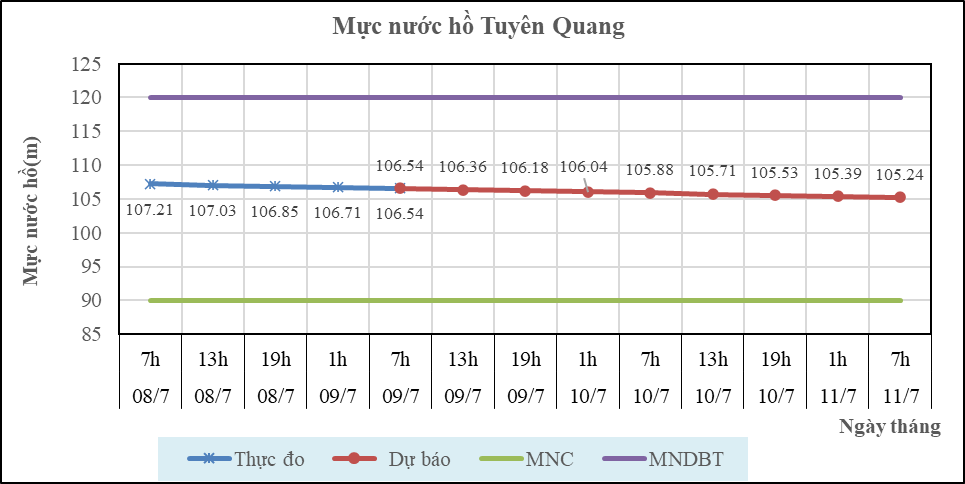 Mực nước hồ Tuyên Quang
Mực nước hồ(m)
125
120
115
110
105
100
95
90
85
106.54 106.36 106.18 106.04 105.88 105.71 105.53 105.39 105.24
107.21 107.03 106.85 106.71 106.54
7h 13h 19h 1h 7h 13h 19h 1h 7h 13h 19h 1h 7h
08/7 08/7 08/7 09/7 09/7 09/7 09/7 10/7 10/7 10/7 10/7 11/7 11/7
Ngày tháng
Thực đo Dự báo MNC MNDBT